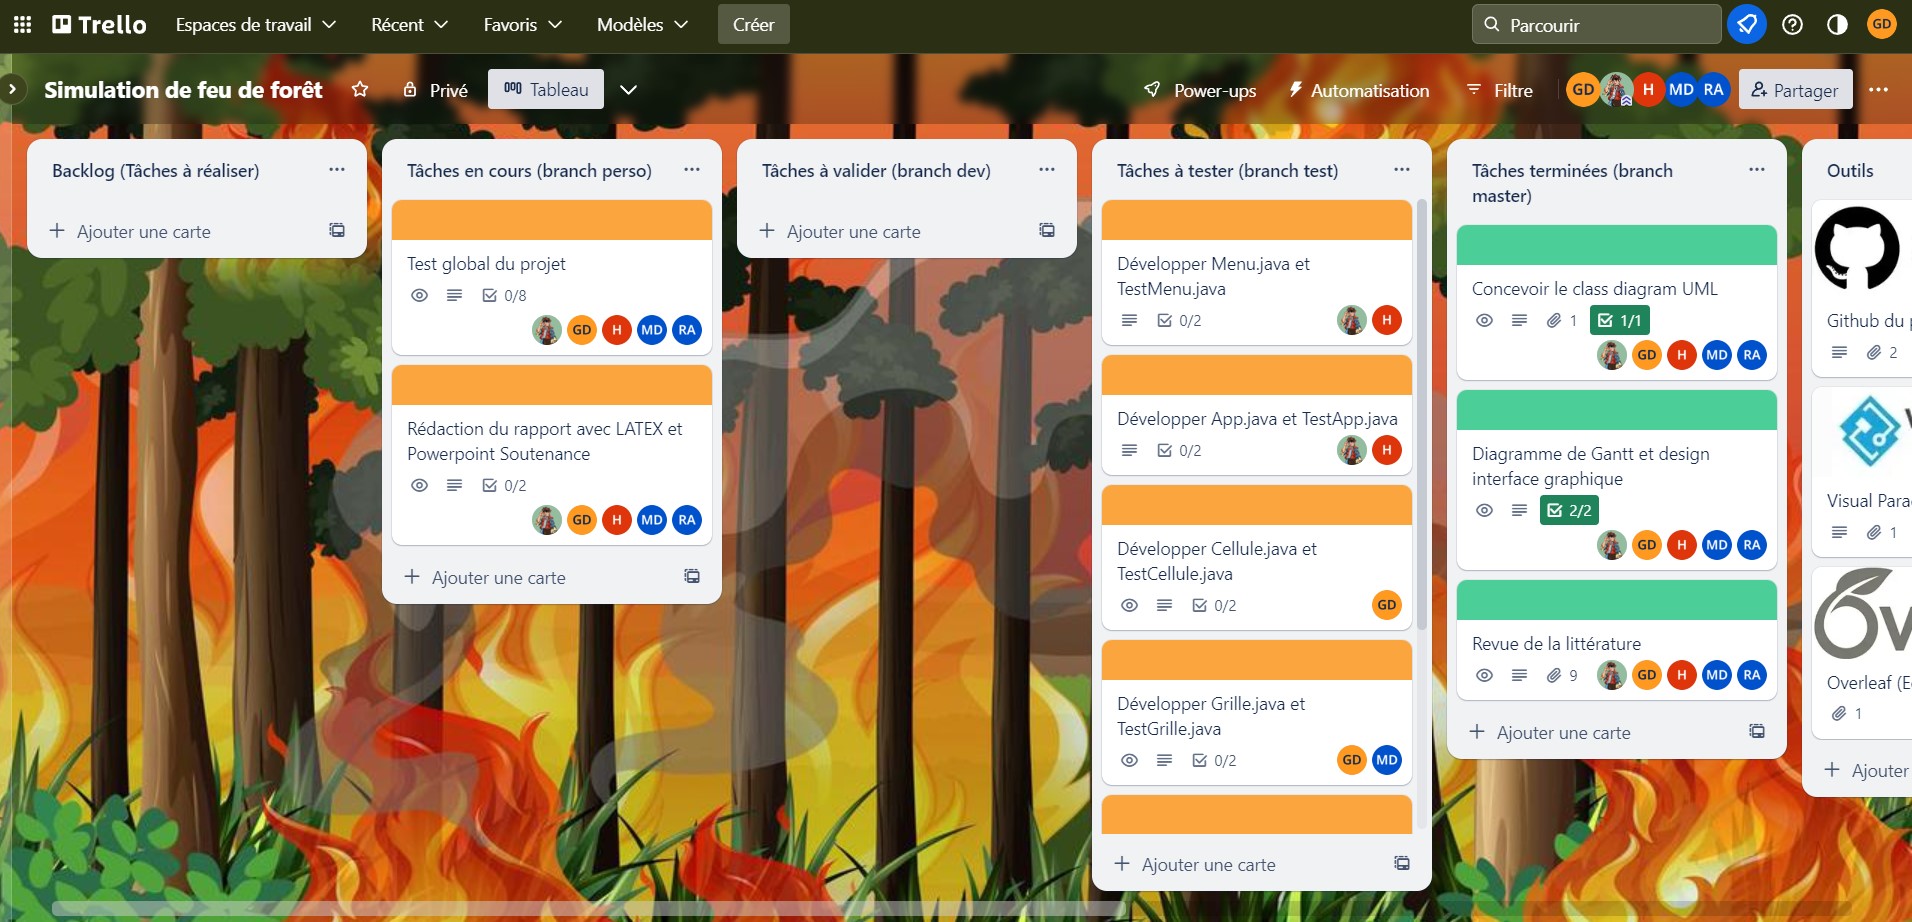 Trello
Espaces de travail
Récent
Favoris
Modèles
Créer
Parcourir
GD
Simulation de feu de forêt
Privé
Tableau
Power-ups
Automatisation
Filtre
GD
H
MD
RA
Partager
Backlog (Tâches à réaliser)
Ajouter une carte
Tâches en cours (branch perso)
Test global du projet
0/8
GD H MD RA
Rédaction du rapport avec LATEX et
Powerpoint Soutenance
0/2
GD H MD RA
Ajouter une carte
Tâches à valider (branch dev)
Ajouter une carte
Tâches à tester (branch test)
Développer Menu.java et
TestMenu.java
0/2
H
Développer App.java et TestApp.java
0/2
H
Développer Cellule.java et
TestCellule.java
0/2
GD
Développer Grille.java et
TestGrille.java
0/2
GD MD
Ajouter une carte
Tâches terminées (branch
master)
Concevoir le class diagram UML
1 1/1
GD H MD RA
Diagramme de Gantt et design
interface graphique
2/2
GD H MD RA
Revue de la littérature
9 GD H MD RA
Ajouter une carte
Outils
Github du
2
Visual
1
Overleaf
1
Ajouter